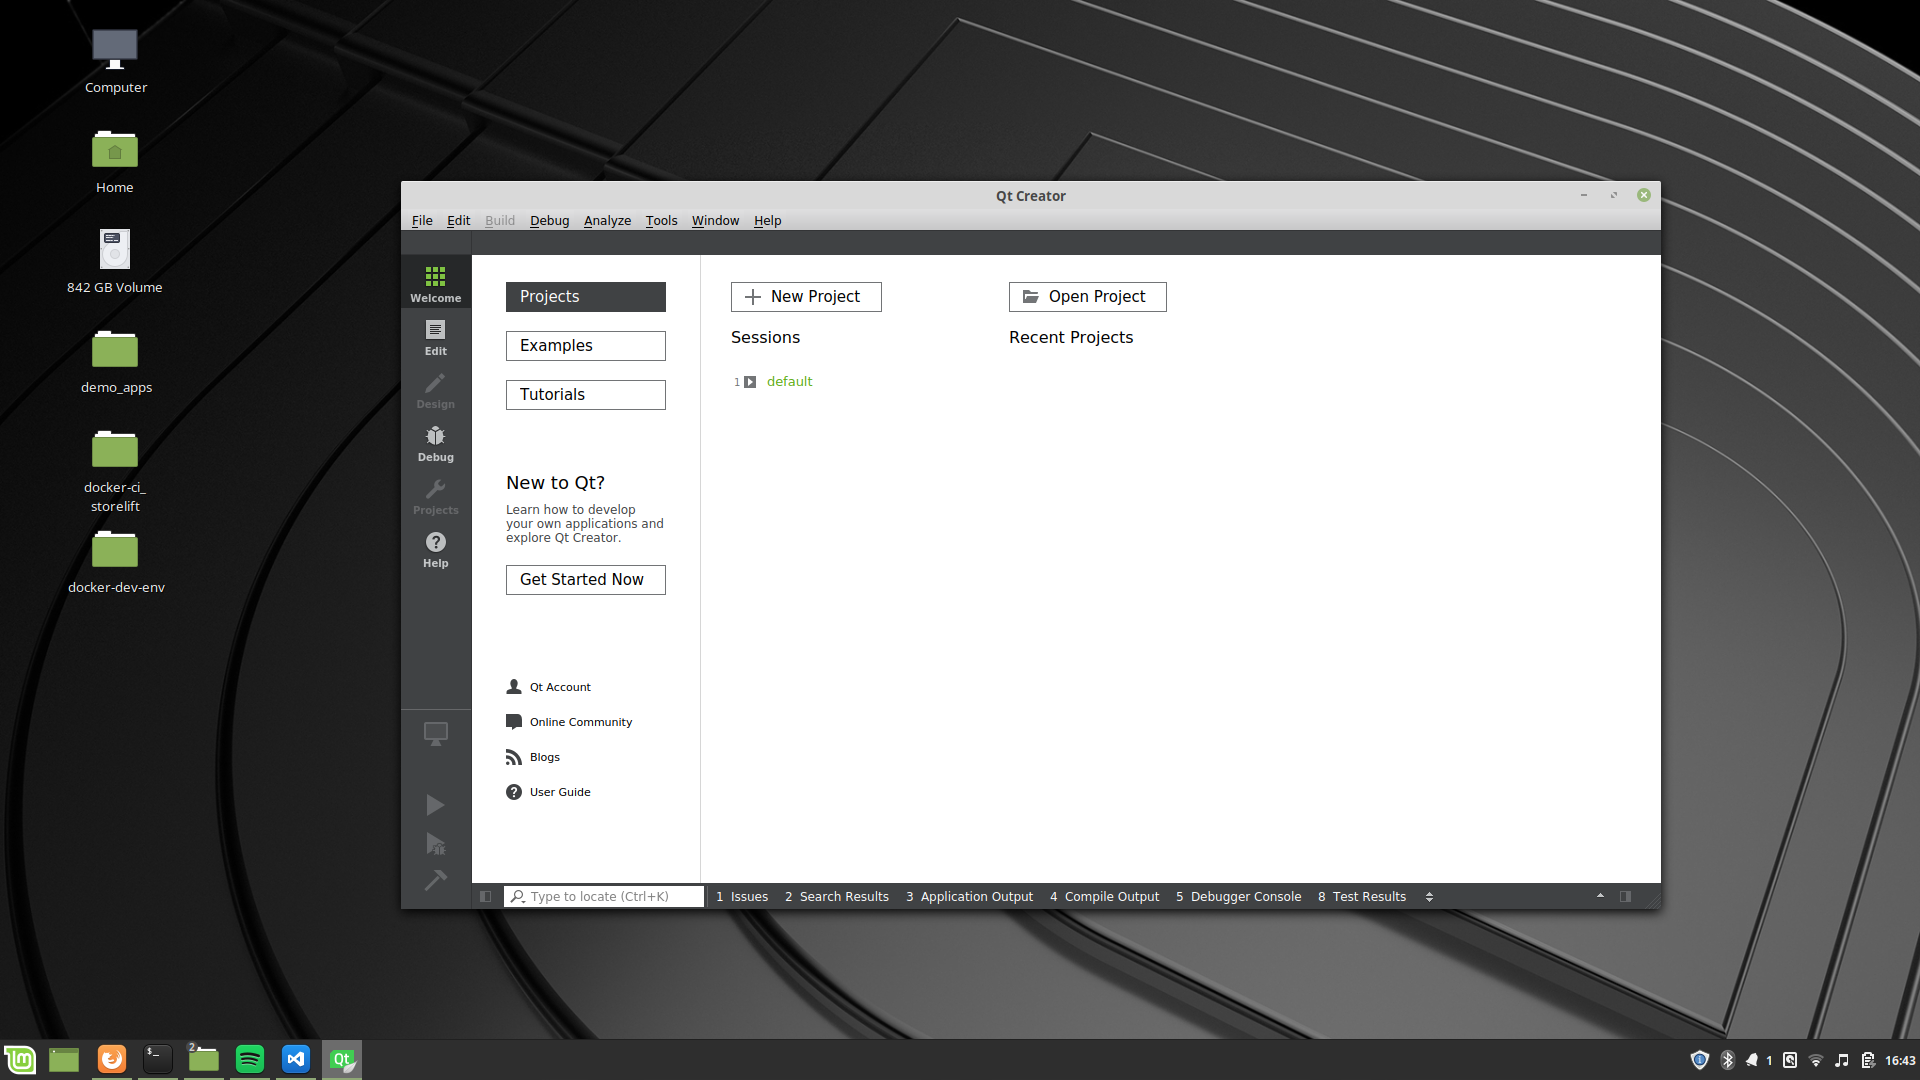 Computer
Home
842 GB Volume
demo_apps
docker-ci_
storelift
docker-dev-env
Qt Creator
File Edit Build Debug Analyze Tools Window Help
Welcome
Edit
Design
Debug
Projects
Help
Projects
Examples
Tutorials
New to Qt?
Learn how to develop
your own applications and
explore Qt Creator.
Get Started Now
Qt Account
Online Community
Blogs
User Guide
New Project
Open Project
Sessions
Recent Projects
1 default
Type to locate (Ctrl+K)
1 Issues 2 Search Results 3 Application Output 4 Compile Output 5 Debugger Console 8 Test Results
$_
2
Qt
1
16:43